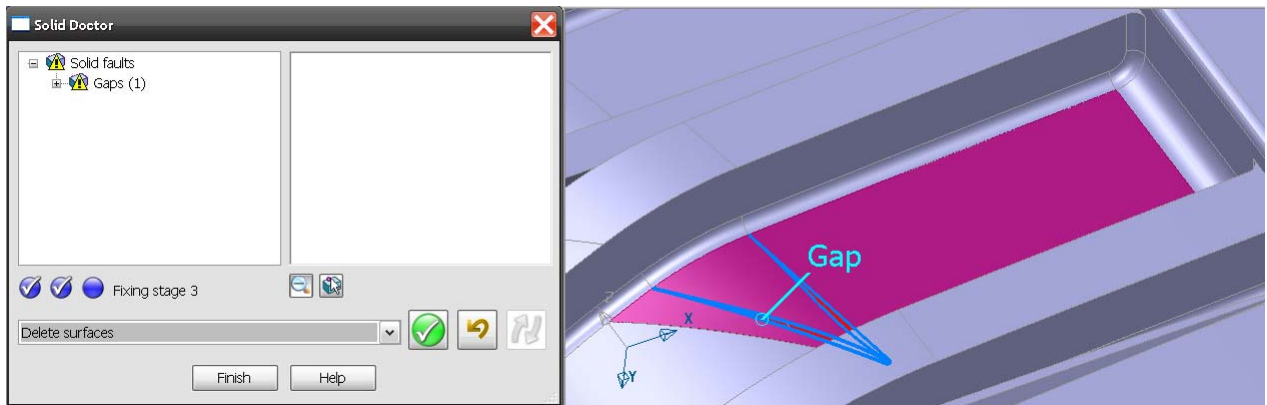 Solid Doctor
Solid faults
Gaps (1)
Fixing stage 3
Delete surfaces
Finish
Help
Gap
Z
X
Y